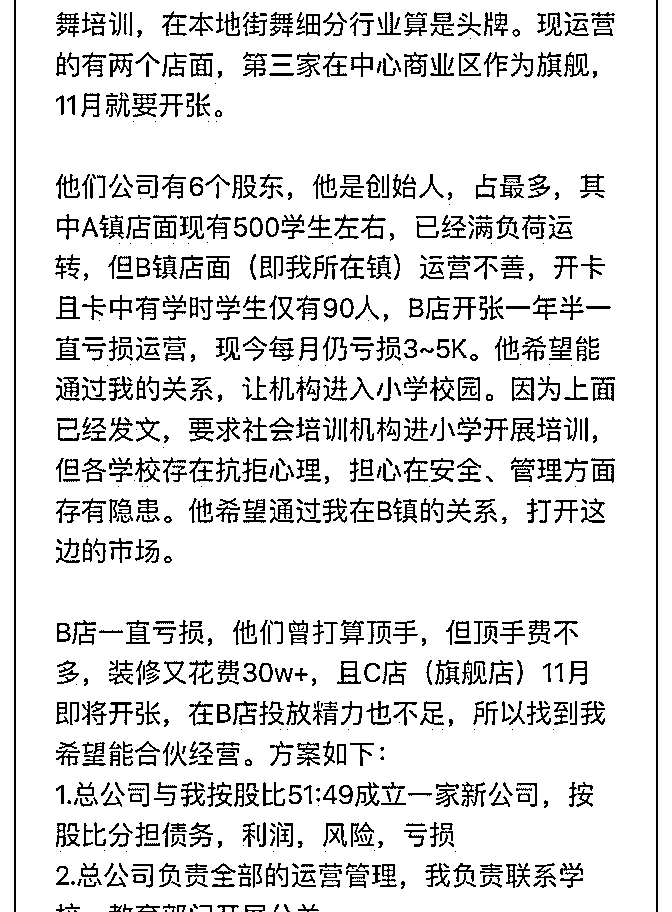 舞培训，在本地街舞细分行业算是头牌。现运营
的有两个店面，第三家在中心商业区作为旗舰，
11月就要开张。
他们公司有6个股东，他是创始人，占最多，其
中A镇店面现有500学生左右，已经满负荷运
转，但B镇店面（即我所在镇）运营不善，开卡
且卡中有学时学生仅有90人，B店开张一年半一
直亏损运营，现今每月仍亏损3~5K。他希望能
通过我的关系，让机构进入小学校园。因为上面
已经发文，要求社会培训机构进小学开展培训，
但各学校存在抗拒心理，担心在安全、管理方面
存有隐患。他希望通过我在B镇的关系，打开这
边的市场。
B店一直亏损，他们曾打算顶手，但顶手费不
多，装修又花费30w+，且C店（旗舰店）11月
即将开张，在B店投放精力也不足，所以找到我
希望能合伙经营。方案如下：
1.总公司与我按股比51:49成立一家新公司，按
股比分担债务，利润，风险，亏损
2.总公司负责全部的运营管理，我负责联系学
校、教育部门开展公关